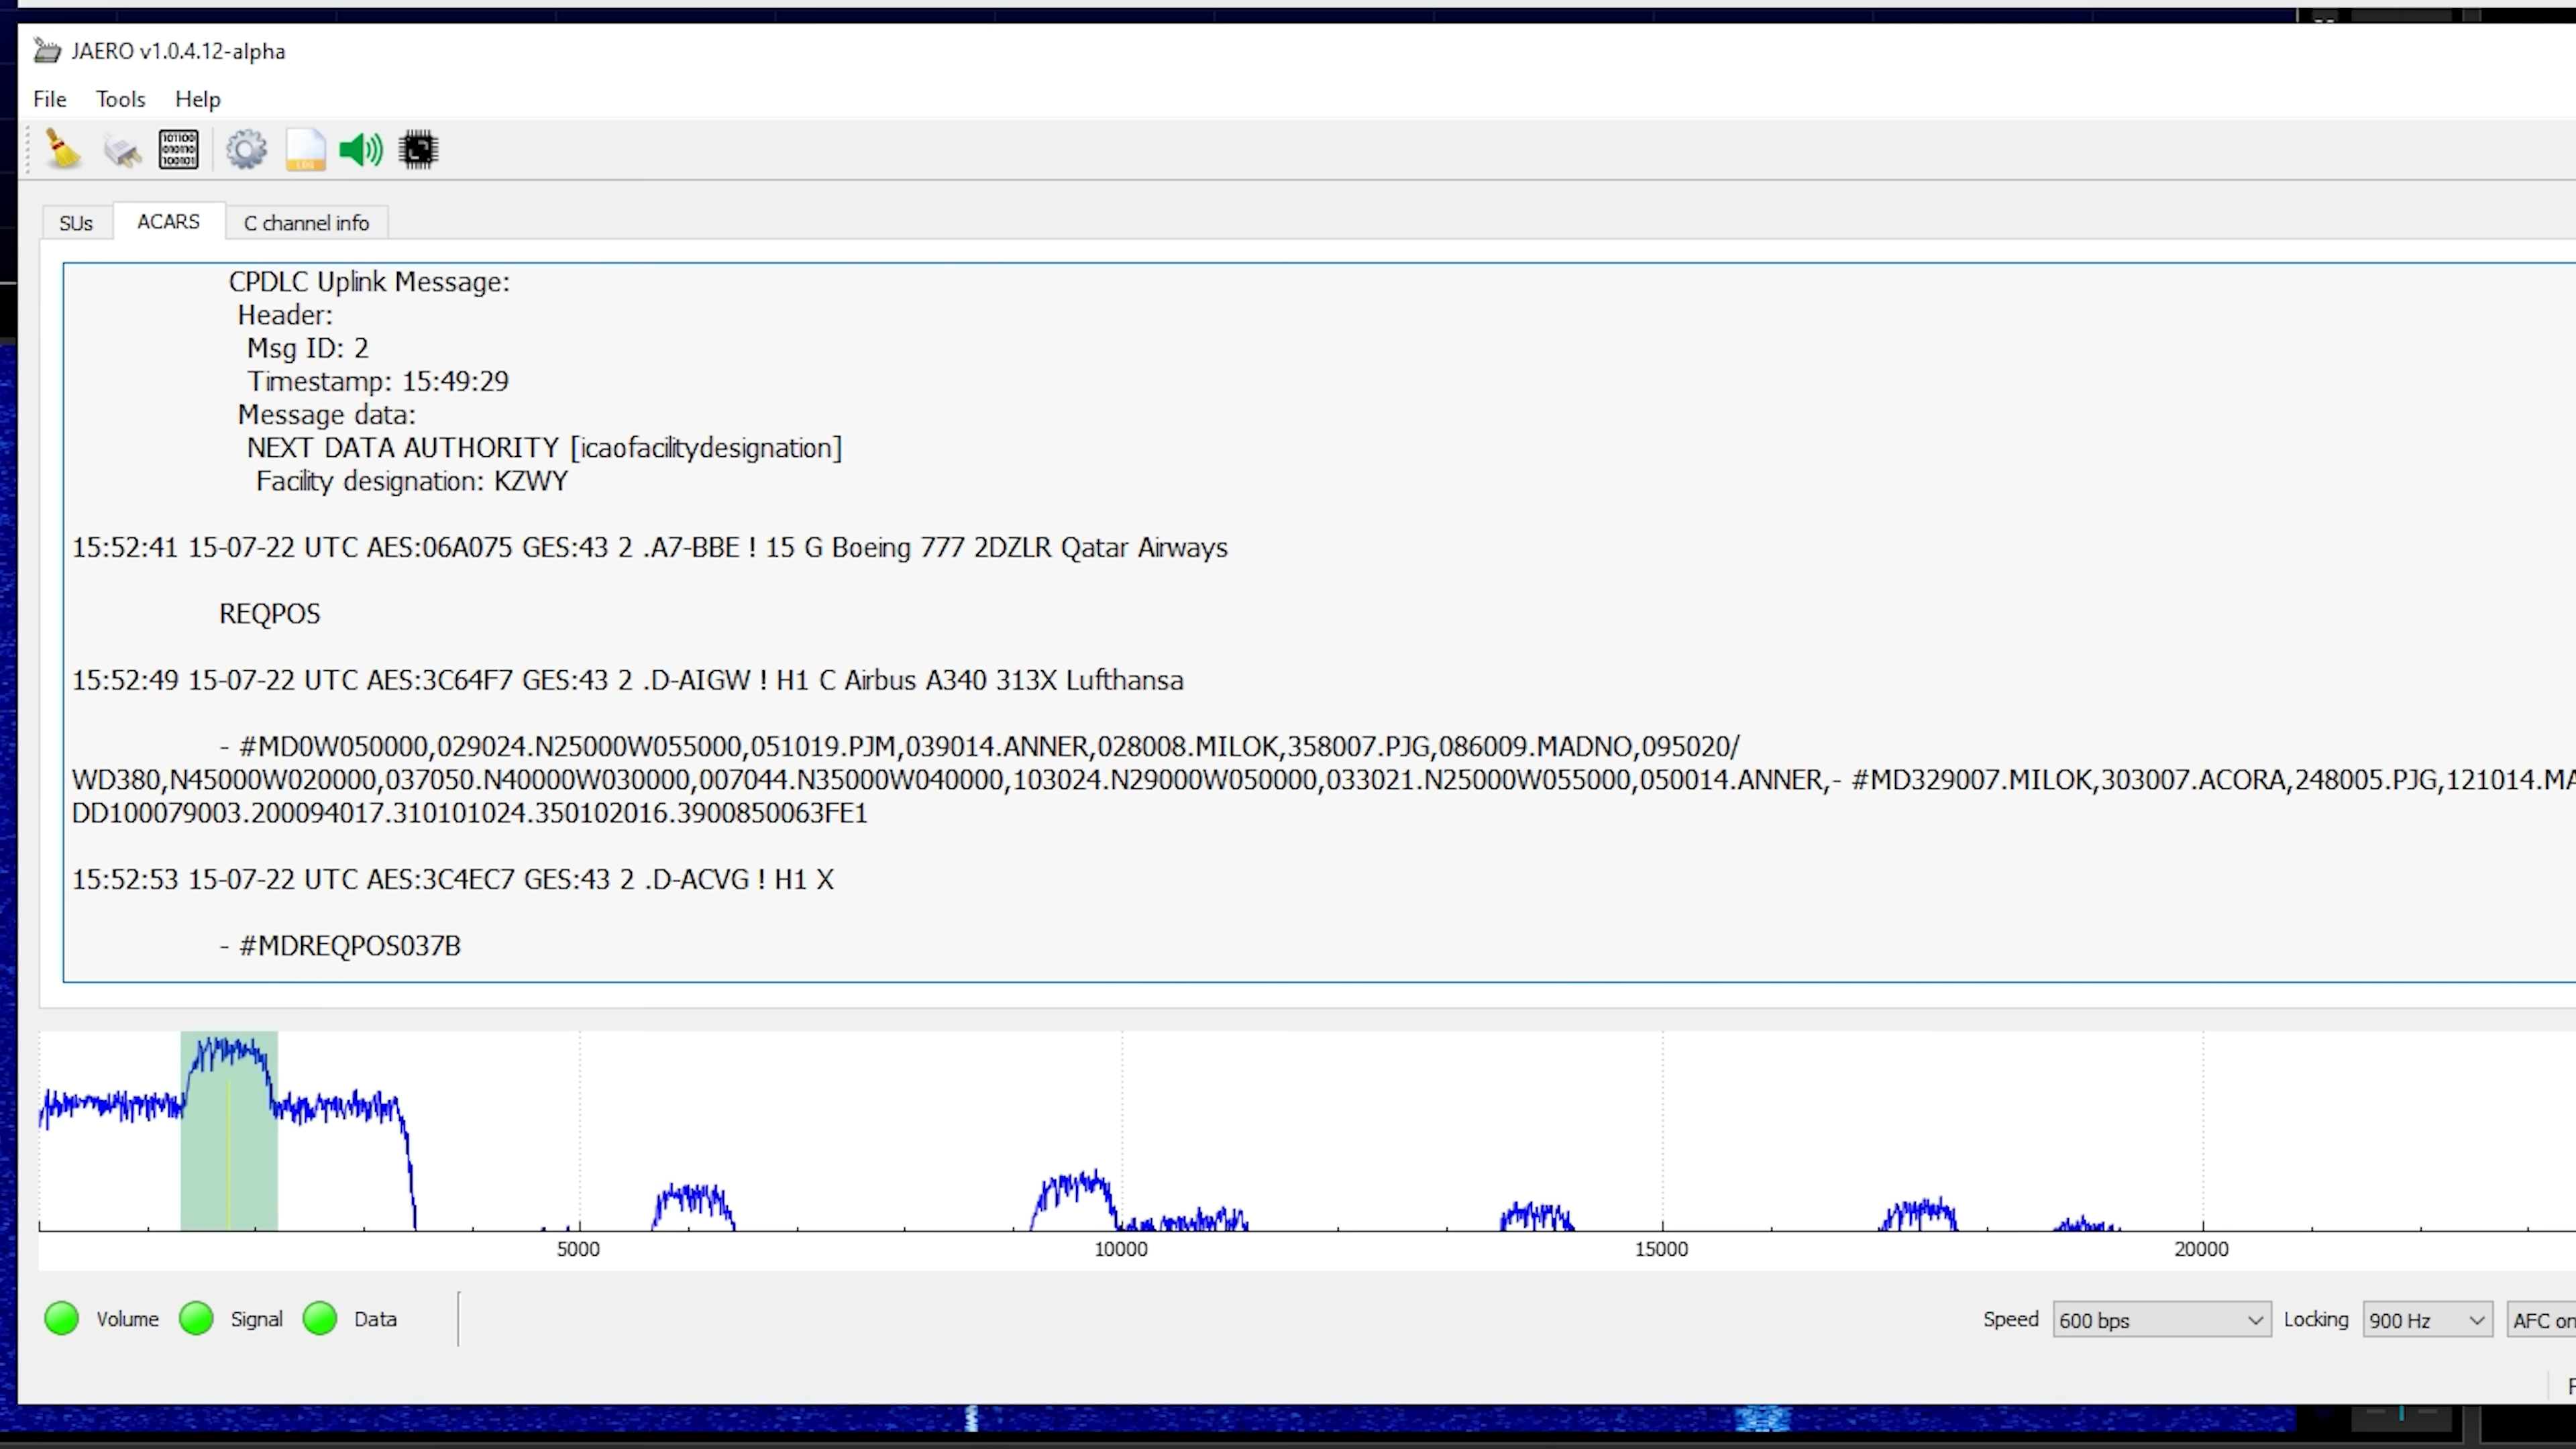 JAERO v1.0.4.12-alpha
File Tools Help
101100
010110
100101
LOG
SUs ACARS C channel info
CPDLC Uplink Message:
Header:
Msg ID: 2
Timestamp: 15:49:29
Message data:
NEXT DATA AUTHORITY [icaofacilitydesignation]
Facility designation: KZWY
15:52:41 15-07-22 UTC AES:06A075 GES:43 2 .A7-BBE ! 15 G Boeing 777 2DZLR Qatar Airways
REQPOS
15:52:49 15-07-22 UTC AES:3C64F7 GES:43 2 .D-AIGW ! H1 C Airbus A340 313X Lufthansa
- #MD0W050000,029024.N25000W055000,051019.PJM,039014.ANNER,028008.MILOK,358007.PJG,086009.MADNO,095020/
WD380,N45000W020000,037050.N40000W030000,007044.N35000W040000,103024.N29000W050000,033021.N25000W055000,050014.ANNER,- #MD329007.MILOK,303007.ACORA,248005.PJG,121014.MA
DD100079003.200094017.310101024.350102016.3900850063FE1
15:52:53 15-07-22 UTC AES:3C4EC7 GES:43 2 .D-ACVG ! H1 X
- #MDREQPOS037B
5000 10000 15000 20000
Volume Signal Data Speed 600 bps Locking 900 Hz AFC on